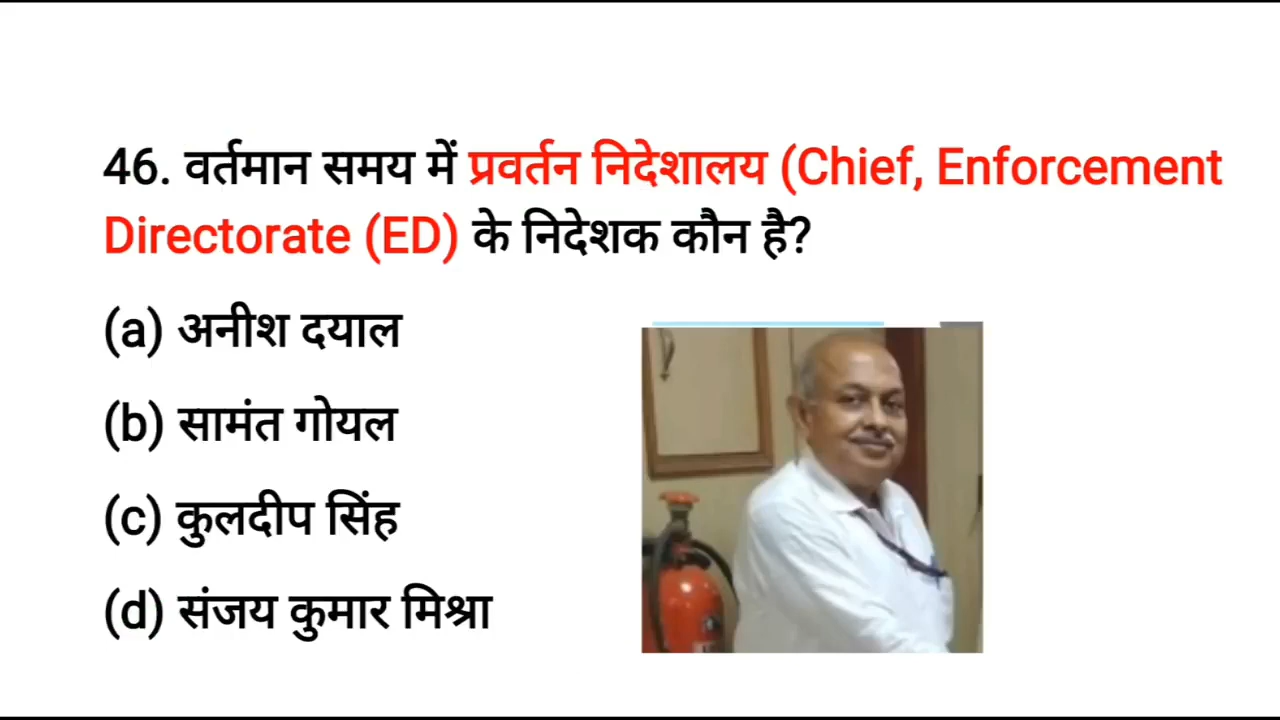 46. वर्तमान समय में प्रवर्तन निदेशालय (Chief, Enforcement
Directorate (ED) के निदेशक कौन है?
(a) अनीश दयाल
(b) सामंत गोयल
(c) कुलदीप सिंह
(d) संजय कुमार मिश्रा